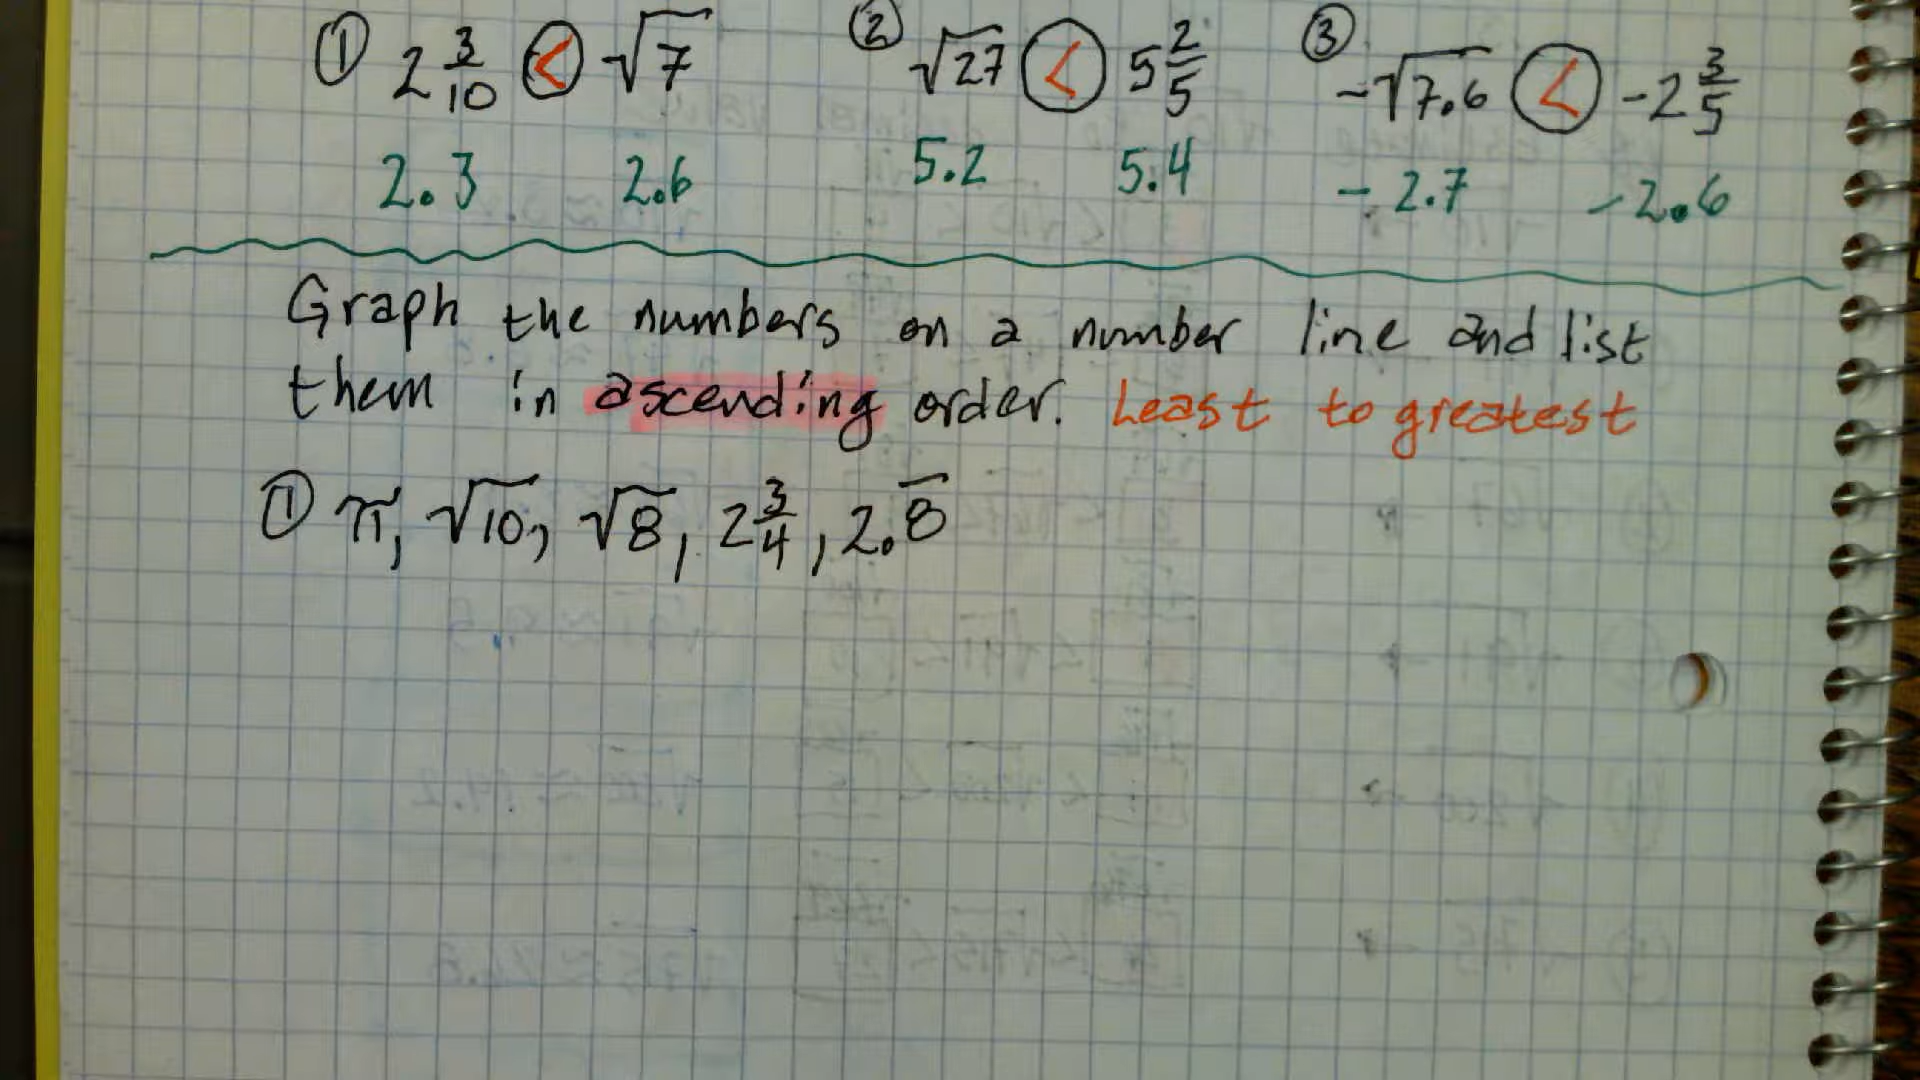 ① 2 3/10 < √7 ② √27 < 5 2/5 ③ -√7.6 < -2 3/5
2.3 2.6 5.2 5.4 -2.7 -2.6
Graph the numbers on a number line and list
them in ascending order. Least to greatest
① π, √10, √8, 2 3/4, 2.8̅